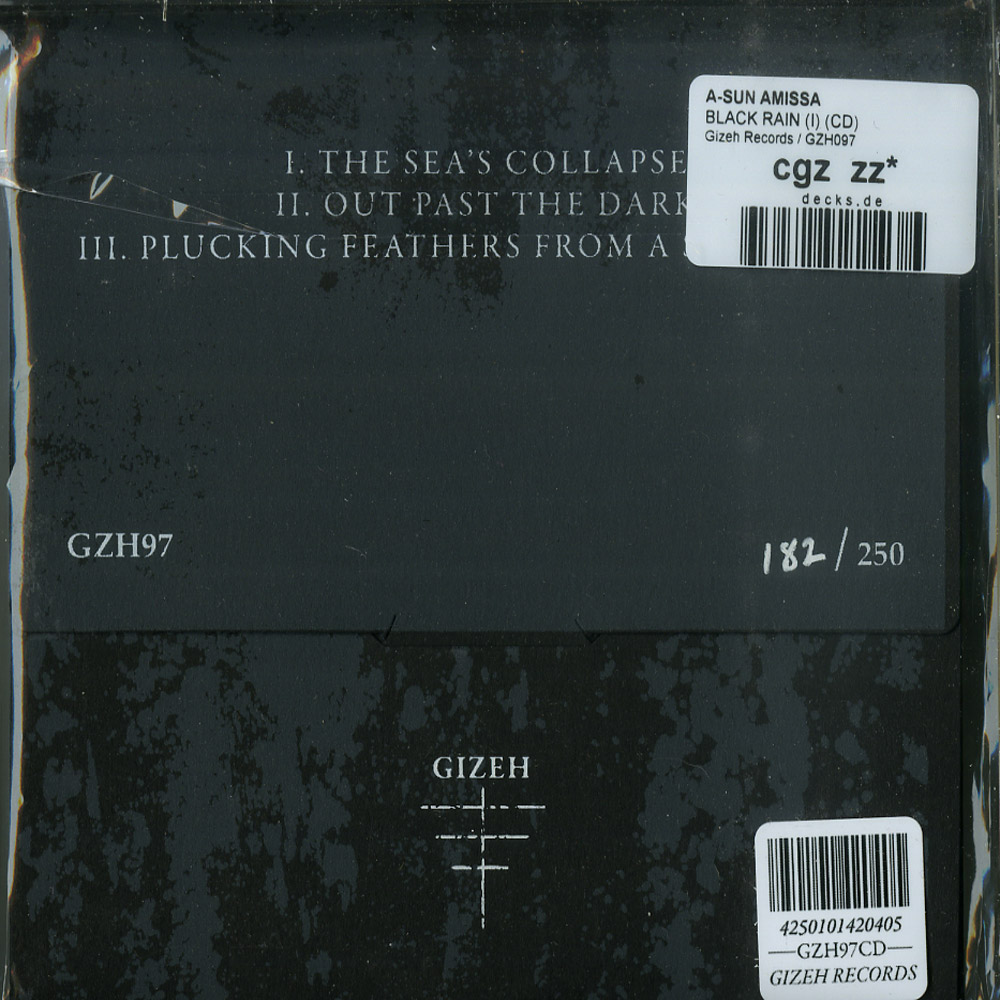 A-SUN AMISSA
BLACK RAIN (I) (CD)
Gizeh Records / GZH097
cgz zz*
decks.de
I. THE SEA'S COLLAPSE
II. OUT PAST THE DARK
III. PLUCKING FEATHERS FROM A
GZH97
182 / 250
GIZEH
4250101420405
GZH97CD
GIZEH RECORDS